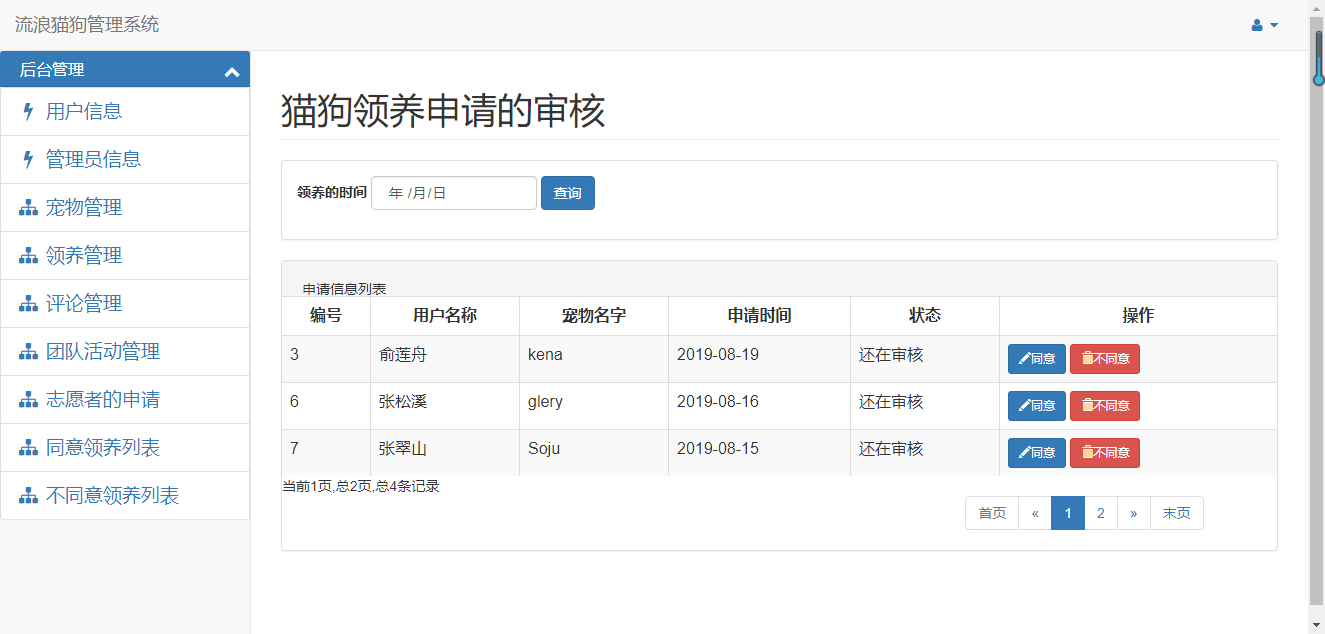 流浪猫狗管理系统
后台管理
用户信息
管理员信息
宠物管理
领养管理
评论管理
团队活动管理
志愿者的申请
同意领养列表
不同意领养列表
猫狗领养申请的审核
领养的时间 年 /月/日 查询
申请信息列表
编号 用户名称 宠物名字 申请时间 状态 操作
3 俞莲舟 kena 2019-08-19 还在审核 同意 不同意
6 张松溪 glery 2019-08-16 还在审核 同意 不同意
7 张翠山 Soju 2019-08-15 还在审核 同意 不同意
当前1页,总2页,总4条记录
首页 « 1 2 » 末页